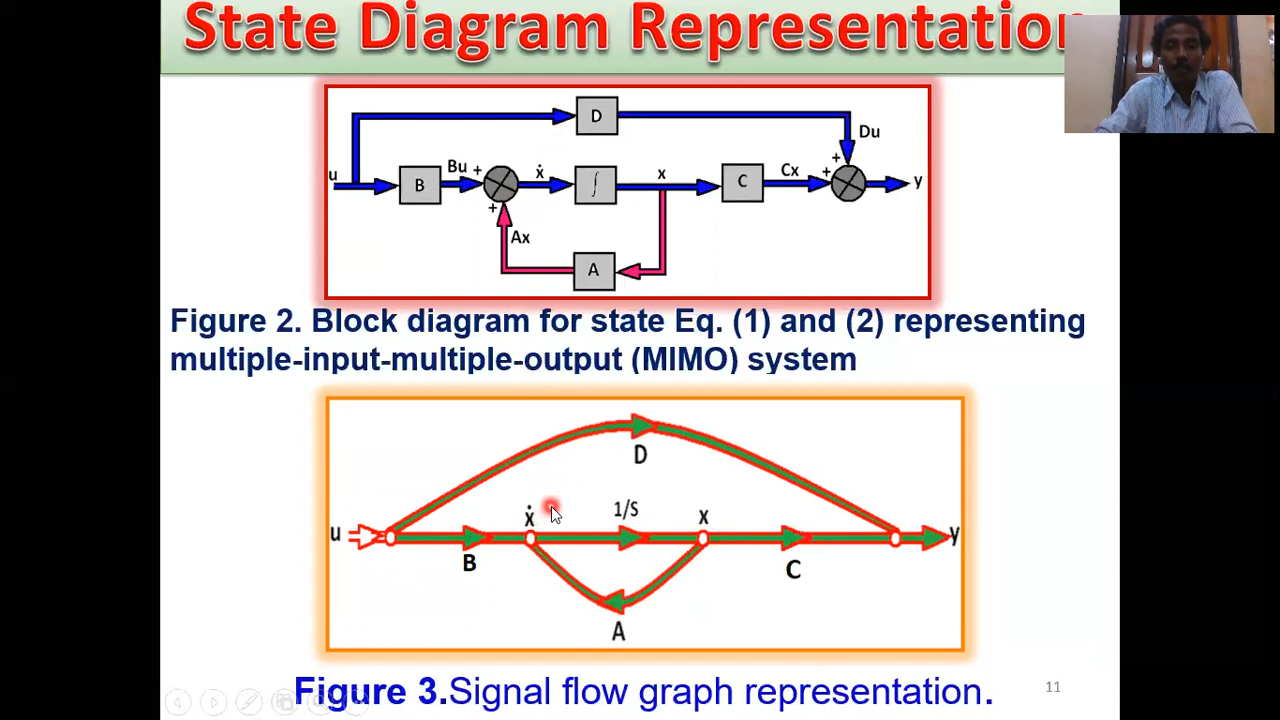 State Diagram Representation
D
Du
u
B
Bu
+
ẋ
∫
x
C
Cx
+
+
y
+
Ax
A
Figure 2. Block diagram for state Eq. (1) and (2) representing
multiple-input-multiple-output (MIMO) system
D
ẋ
1/S
x
u
y
B
C
A
Figure 3.Signal flow graph representation.
11